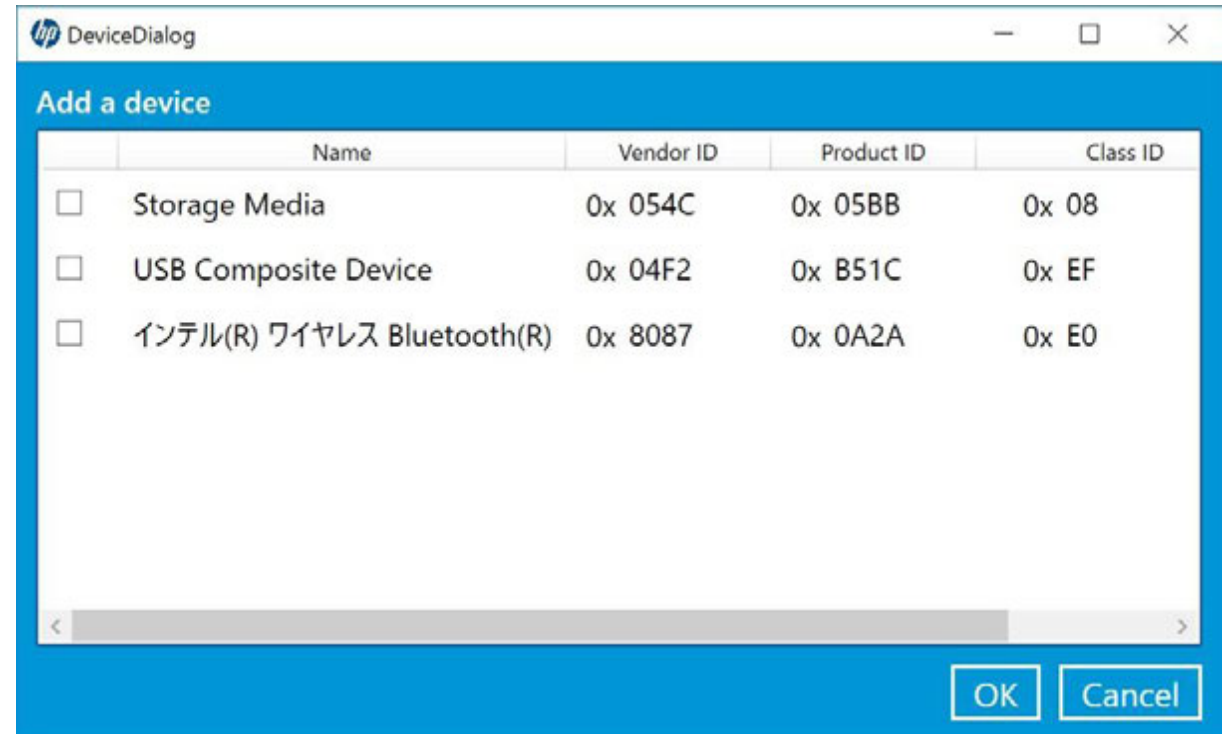 hp DeviceDialog
Add a device
Name Vendor ID Product ID Class ID
Storage Media 0x 054C 0x 05BB 0x 08
USB Composite Device 0x 04F2 0x B51C 0x EF
インテル(R) ワイヤレス Bluetooth(R) 0x 8087 0x 0A2A 0x E0
OK Cancel